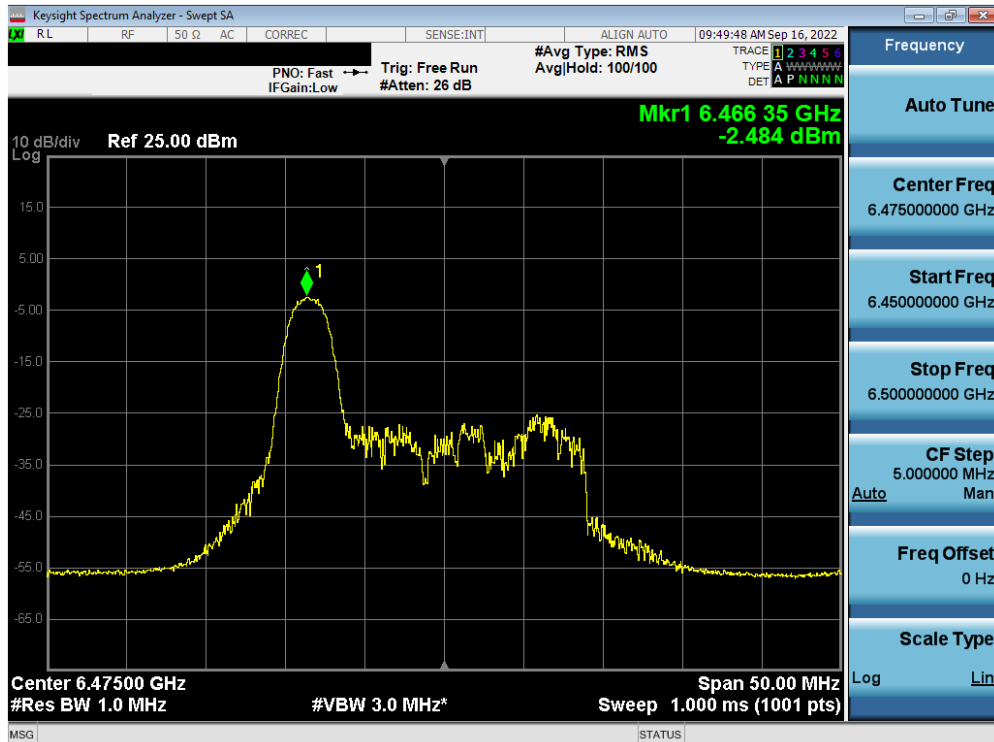 Keysight Spectrum Analyzer - Swept SA
LXI RL RF 50 Ω AC CORREC SENSE:INT ALIGN AUTO 09:49:48 AM Sep 16, 2022
PNO: Fast Trig: Free Run #Avg Type: RMS TRACE 1 2 3 4 5 6
IFGain:Low #Atten: 26 dB Avg|Hold: 100/100 TYPE A WWWWW
DET A P N N N N
Mkr1 6.466 35 GHz
-2.484 dBm
10 dB/div Ref 25.00 dBm
Log
15.0
5.00
1
-5.00
-15.0
-25.0
-35.0
-45.0
-55.0
-65.0
Center 6.47500 GHz Span 50.00 MHz
#Res BW 1.0 MHz #VBW 3.0 MHz* Sweep 1.000 ms (1001 pts)
MSG STATUS
Frequency
Auto Tune
Center Freq
6.475000000 GHz
Start Freq
6.450000000 GHz
Stop Freq
6.500000000 GHz
CF Step
5.000000 MHz
Auto Man
Freq Offset
0 Hz
Scale Type
Log Lin